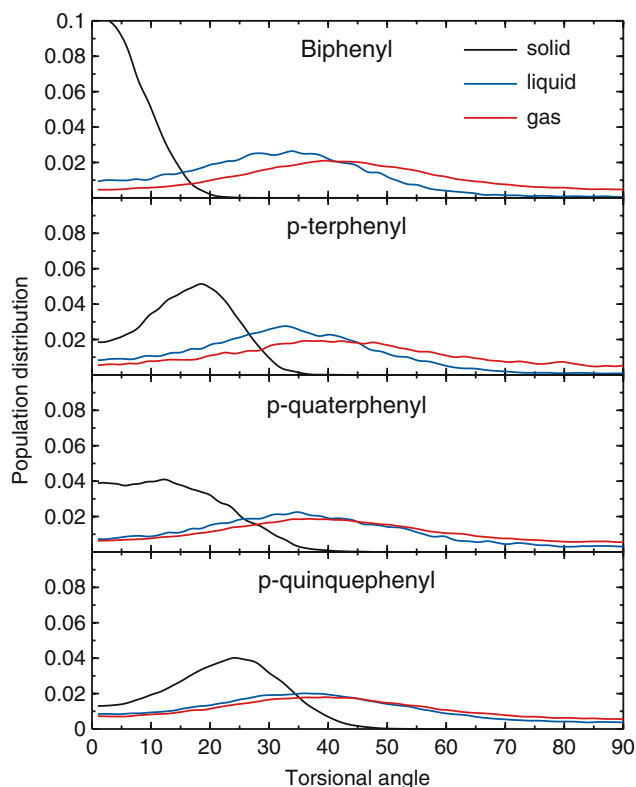 0.1
Biphenyl
solid
liquid
gas
0.08
0.06
0.04
0.02
p-terphenyl
0.08
0.06
0.04
0.02
p-quaterphenyl
0.08
0.06
0.04
0.02
p-quinquephenyl
0.08
0.06
0.04
0.02
0
0 10 20 30 40 50 60 70 80 90
Torsional angle
Population distribution